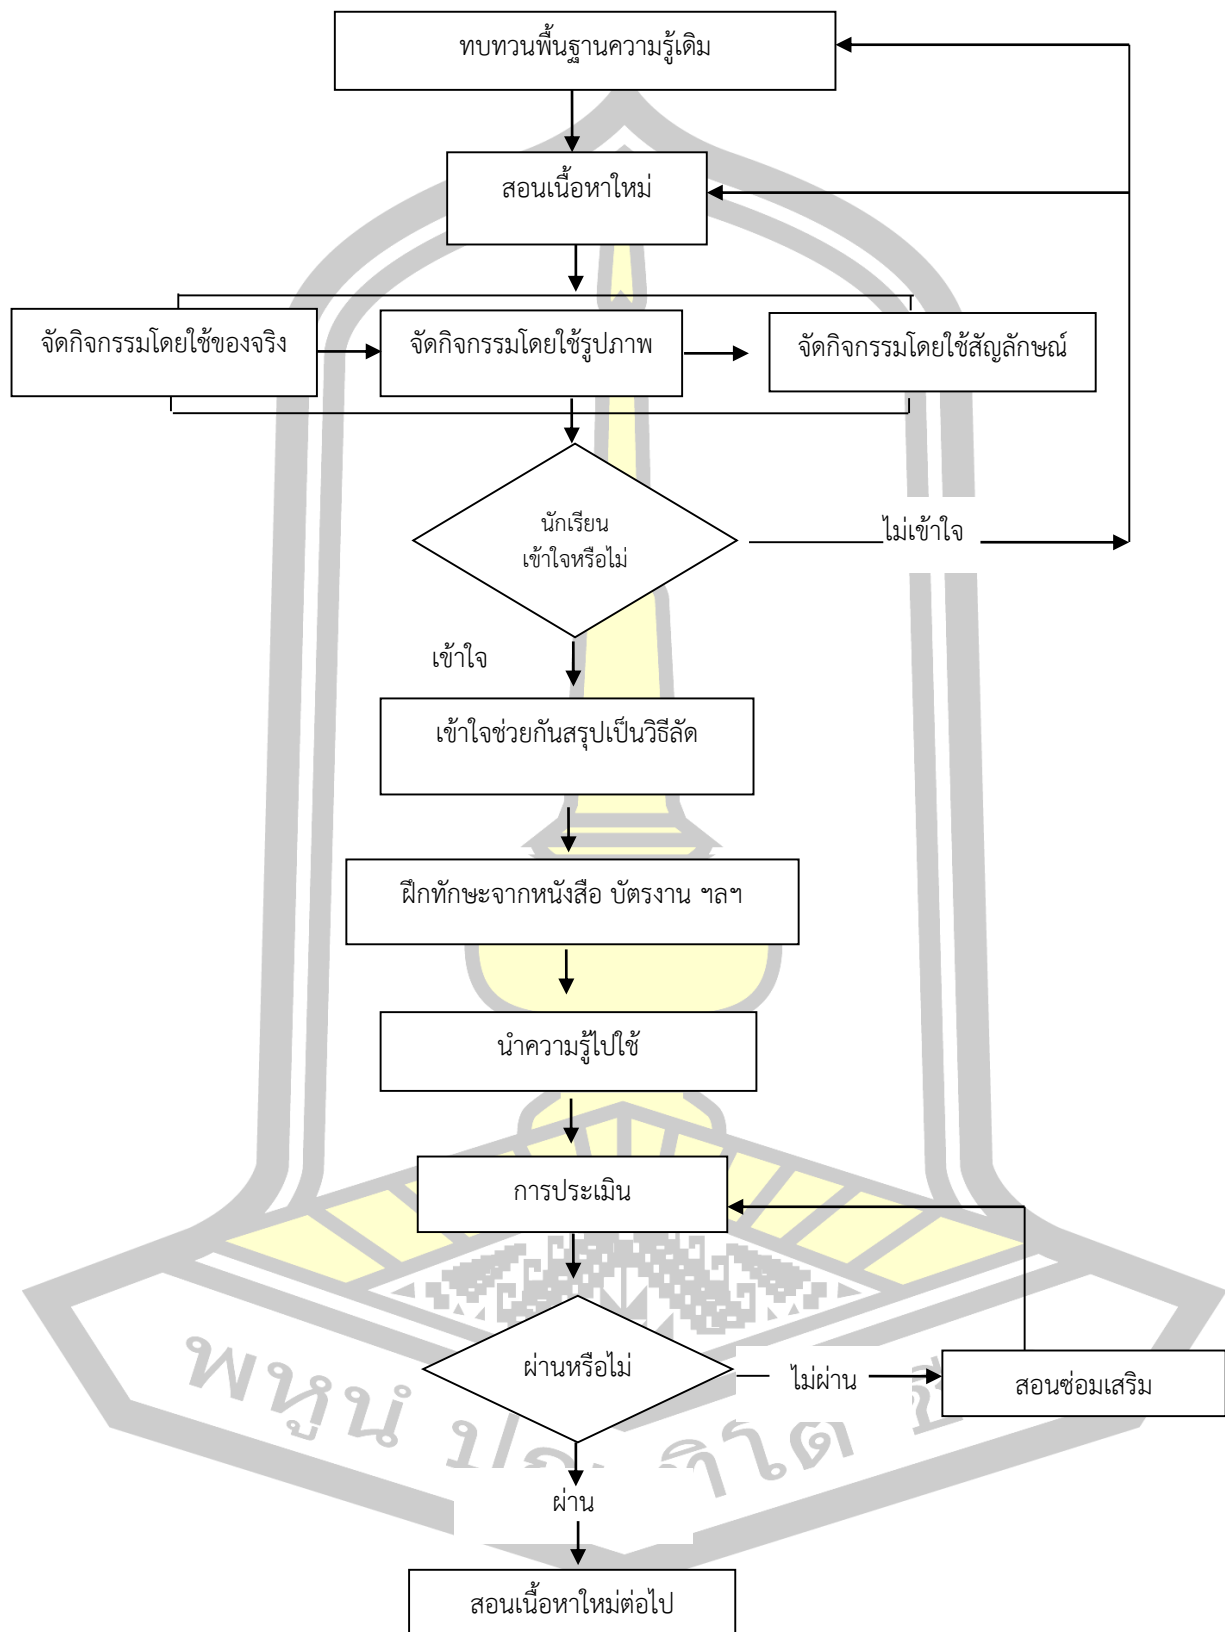 ทบทวนพื้นฐานความรู้เดิม
สอนเนื้อหาใหม่
จัดกิจกรรมโดยใช้ของจริง
จัดกิจกรรมโดยใช้รูปภาพ
จัดกิจกรรมโดยใช้สัญลักษณ์
นักเรียน
เข้าใจหรือไม่
ไม่เข้าใจ
เข้าใจ
เข้าใจช่วยกันสรุปเป็นวิธีลัด
ฝึกทักษะจากหนังสือ บัตรงาน ฯลฯ
นำความรู้ไปใช้
การประเมิน
ผ่านหรือไม่
ไม่ผ่าน
สอนซ่อมเสริม
พหูนํ
ผ่าน
สอนเนื้อหาใหม่ต่อไป